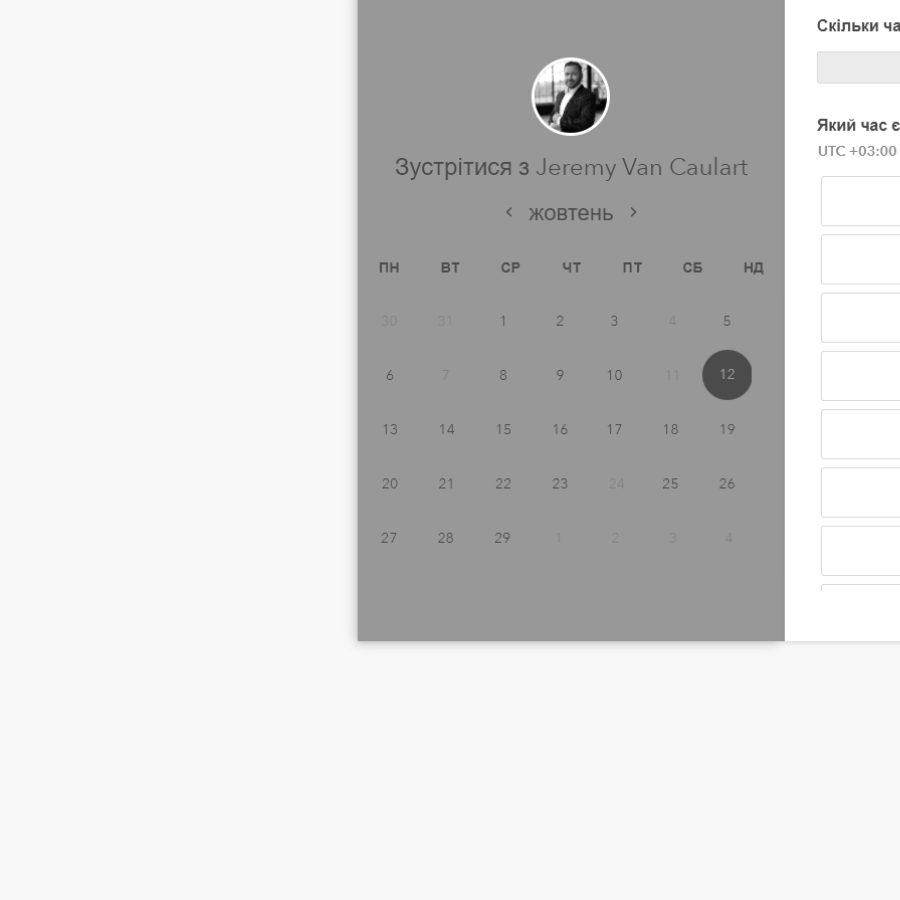 Зустрітися з Jeremy Van Caulart
жовтень
ПН ВТ СР ЧТ ПТ СБ НД
30 31 1 2 3 4 5
6 7 8 9 10 11 12
13 14 15 16 17 18 19
20 21 22 23 24 25 26
27 28 29 1 2 3 4
Скільки ча
Який час є
UTC +03:00